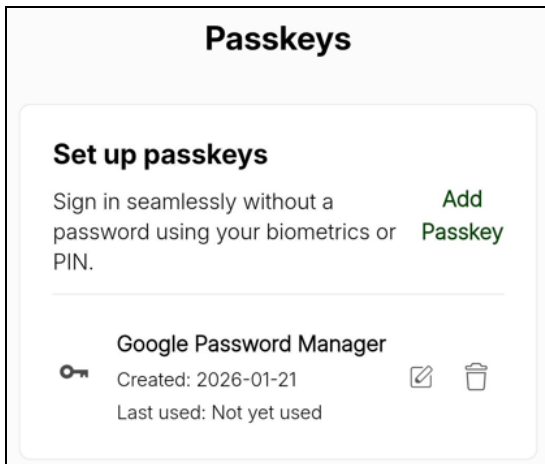 Passkeys
Set up passkeys
Sign in seamlessly without a
password using your biometrics or
PIN.
Add
Passkey
Google Password Manager
Created: 2026-01-21
Last used: Not yet used